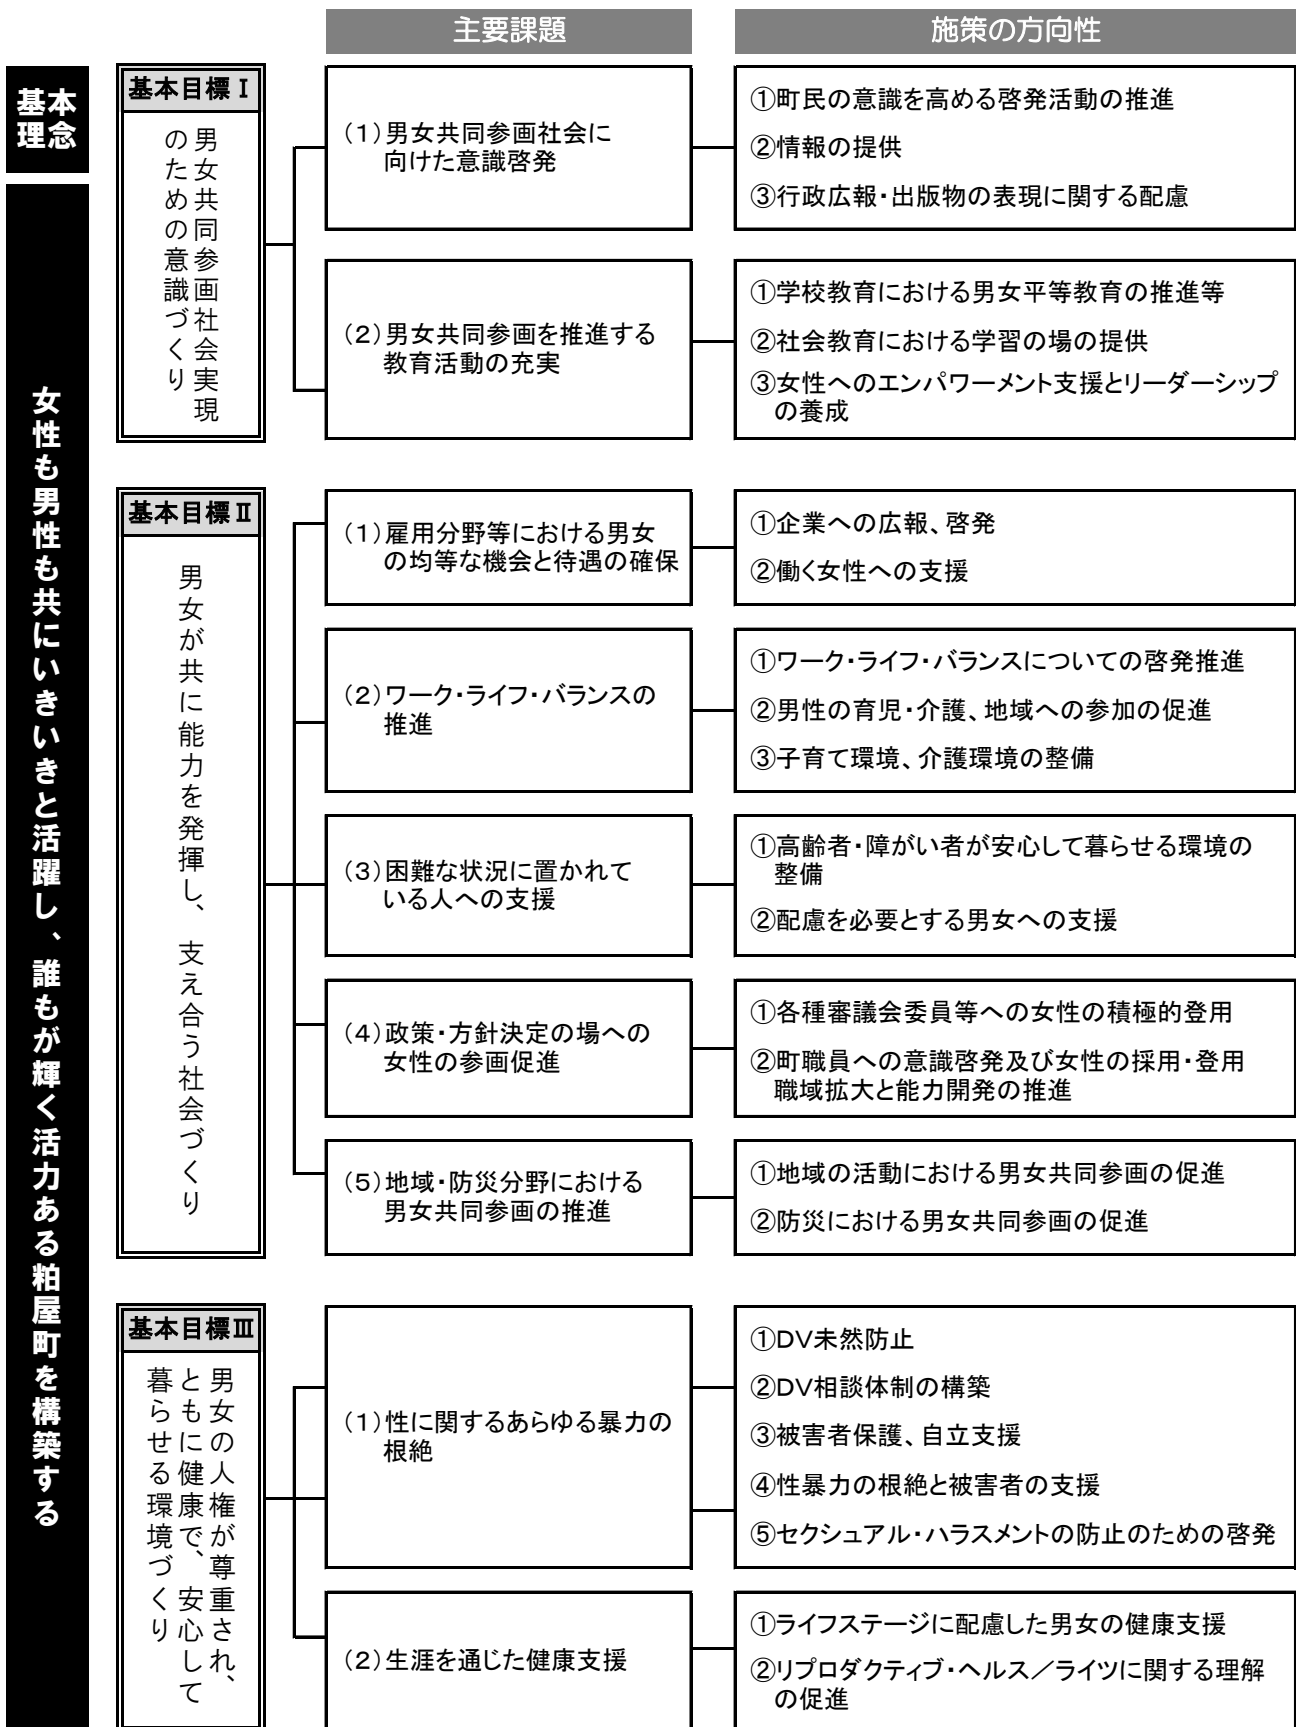 主要課題
施策の方向性
基本
理念
女性も男性も共にいきいきと活躍し、誰もが輝く活力ある粕屋町を構築する
基本目標Ⅰ
男女共同参画社会実現
のための意識づくり
(1)男女共同参画社会に
向けた意識啓発
①町民の意識を高める啓発活動の推進
②情報の提供
③行政広報・出版物の表現に関する配慮
(2)男女共同参画を推進する
教育活動の充実
①学校教育における男女平等教育の推進等
②社会教育における学習の場の提供
③女性へのエンパワーメント支援とリーダーシップ
の養成
基本目標Ⅱ
男女が共に能力を発揮し、支え合う社会づくり
(1)雇用分野等における男女
の均等な機会と待遇の確保
①企業への広報、啓発
②働く女性への支援
(2)ワーク・ライフ・バランスの
推進
①ワーク・ライフ・バランスについての啓発推進
②男性の育児・介護、地域への参加の促進
③子育て環境、介護環境の整備
(3)困難な状況に置かれて
いる人への支援
①高齢者・障がい者が安心して暮らせる環境の
整備
②配慮を必要とする男女への支援
(4)政策・方針決定の場への
女性の参画促進
①各種審議会委員等への女性の積極的登用
②町職員への意識啓発及び女性の採用・登用
職域拡大と能力開発の推進
(5)地域・防災分野における
男女共同参画の推進
①地域の活動における男女共同参画の促進
②防災における男女共同参画の促進
基本目標Ⅲ
男女の人権が尊重され、
ともに健康で、安心して
暮らせる環境づくり
(1)性に関するあらゆる暴力の
根絶
①DV未然防止
②DV相談体制の構築
③被害者保護、自立支援
④性暴力の根絶と被害者の支援
⑤セクシュアル・ハラスメントの防止のための啓発
(2)生涯を通じた健康支援
①ライフステージに配慮した男女の健康支援
②リプロダクティブ・ヘルス／ライツに関する理解
の促進